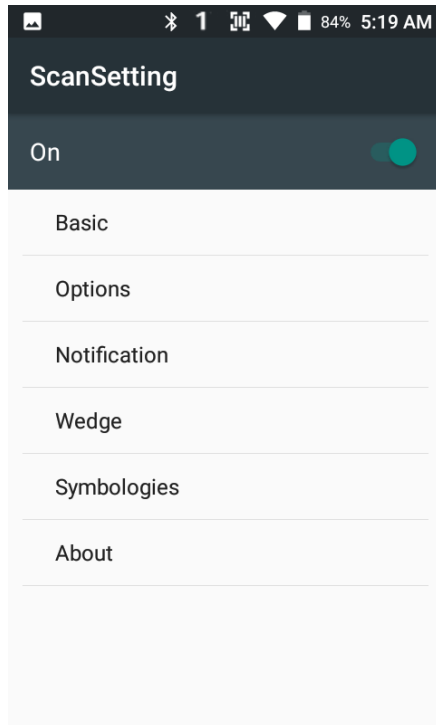 1 84% 5:19 AM
ScanSetting
On
Basic
Options
Notification
Wedge
Symbologies
About